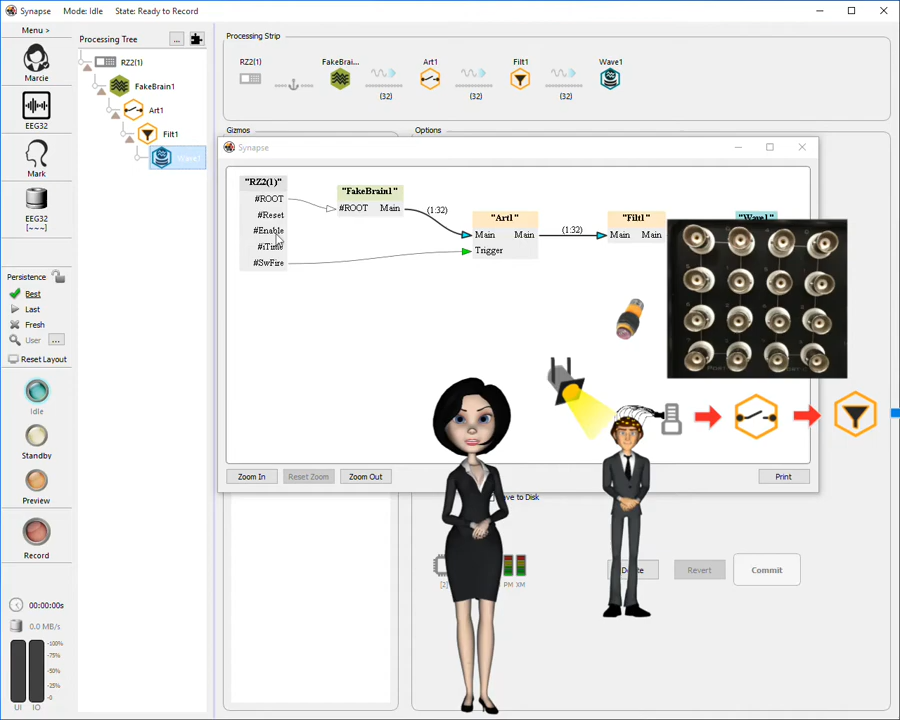 Synapse Mode: Idle State: Ready to Record
Menu >
Marcie
EEG32
Mark
EEG32
[~~~]
Persistence
Best
Last
Fresh
User ...
Reset Layout
Idle
Standby
Preview
Record
00:00:00s
0.0 MB/s
-100%
-75%
-50%
-25%
-0
UI IO
Processing Tree ...
RZ2(1)
FakeBrain1
Art1
Filt1
Wave1
Processing Strip
RZ2(1) FakeBrai... Art1 Filt1 Wave1
(32) (32) (32)
Gizmos Options
Synapse
"RZ2(1)"
#ROOT
#Reset
#Enable
#iTime
#SwFire
"FakeBrain1"
#ROOT Main
(1:32)
"Art1"
Main Main
Trigger
(1:32)
"Filt1"
Main Main
"Wave1"
Zoom In Reset Zoom Zoom Out Print
to Disk
[2]
PM XM
Revert Commit